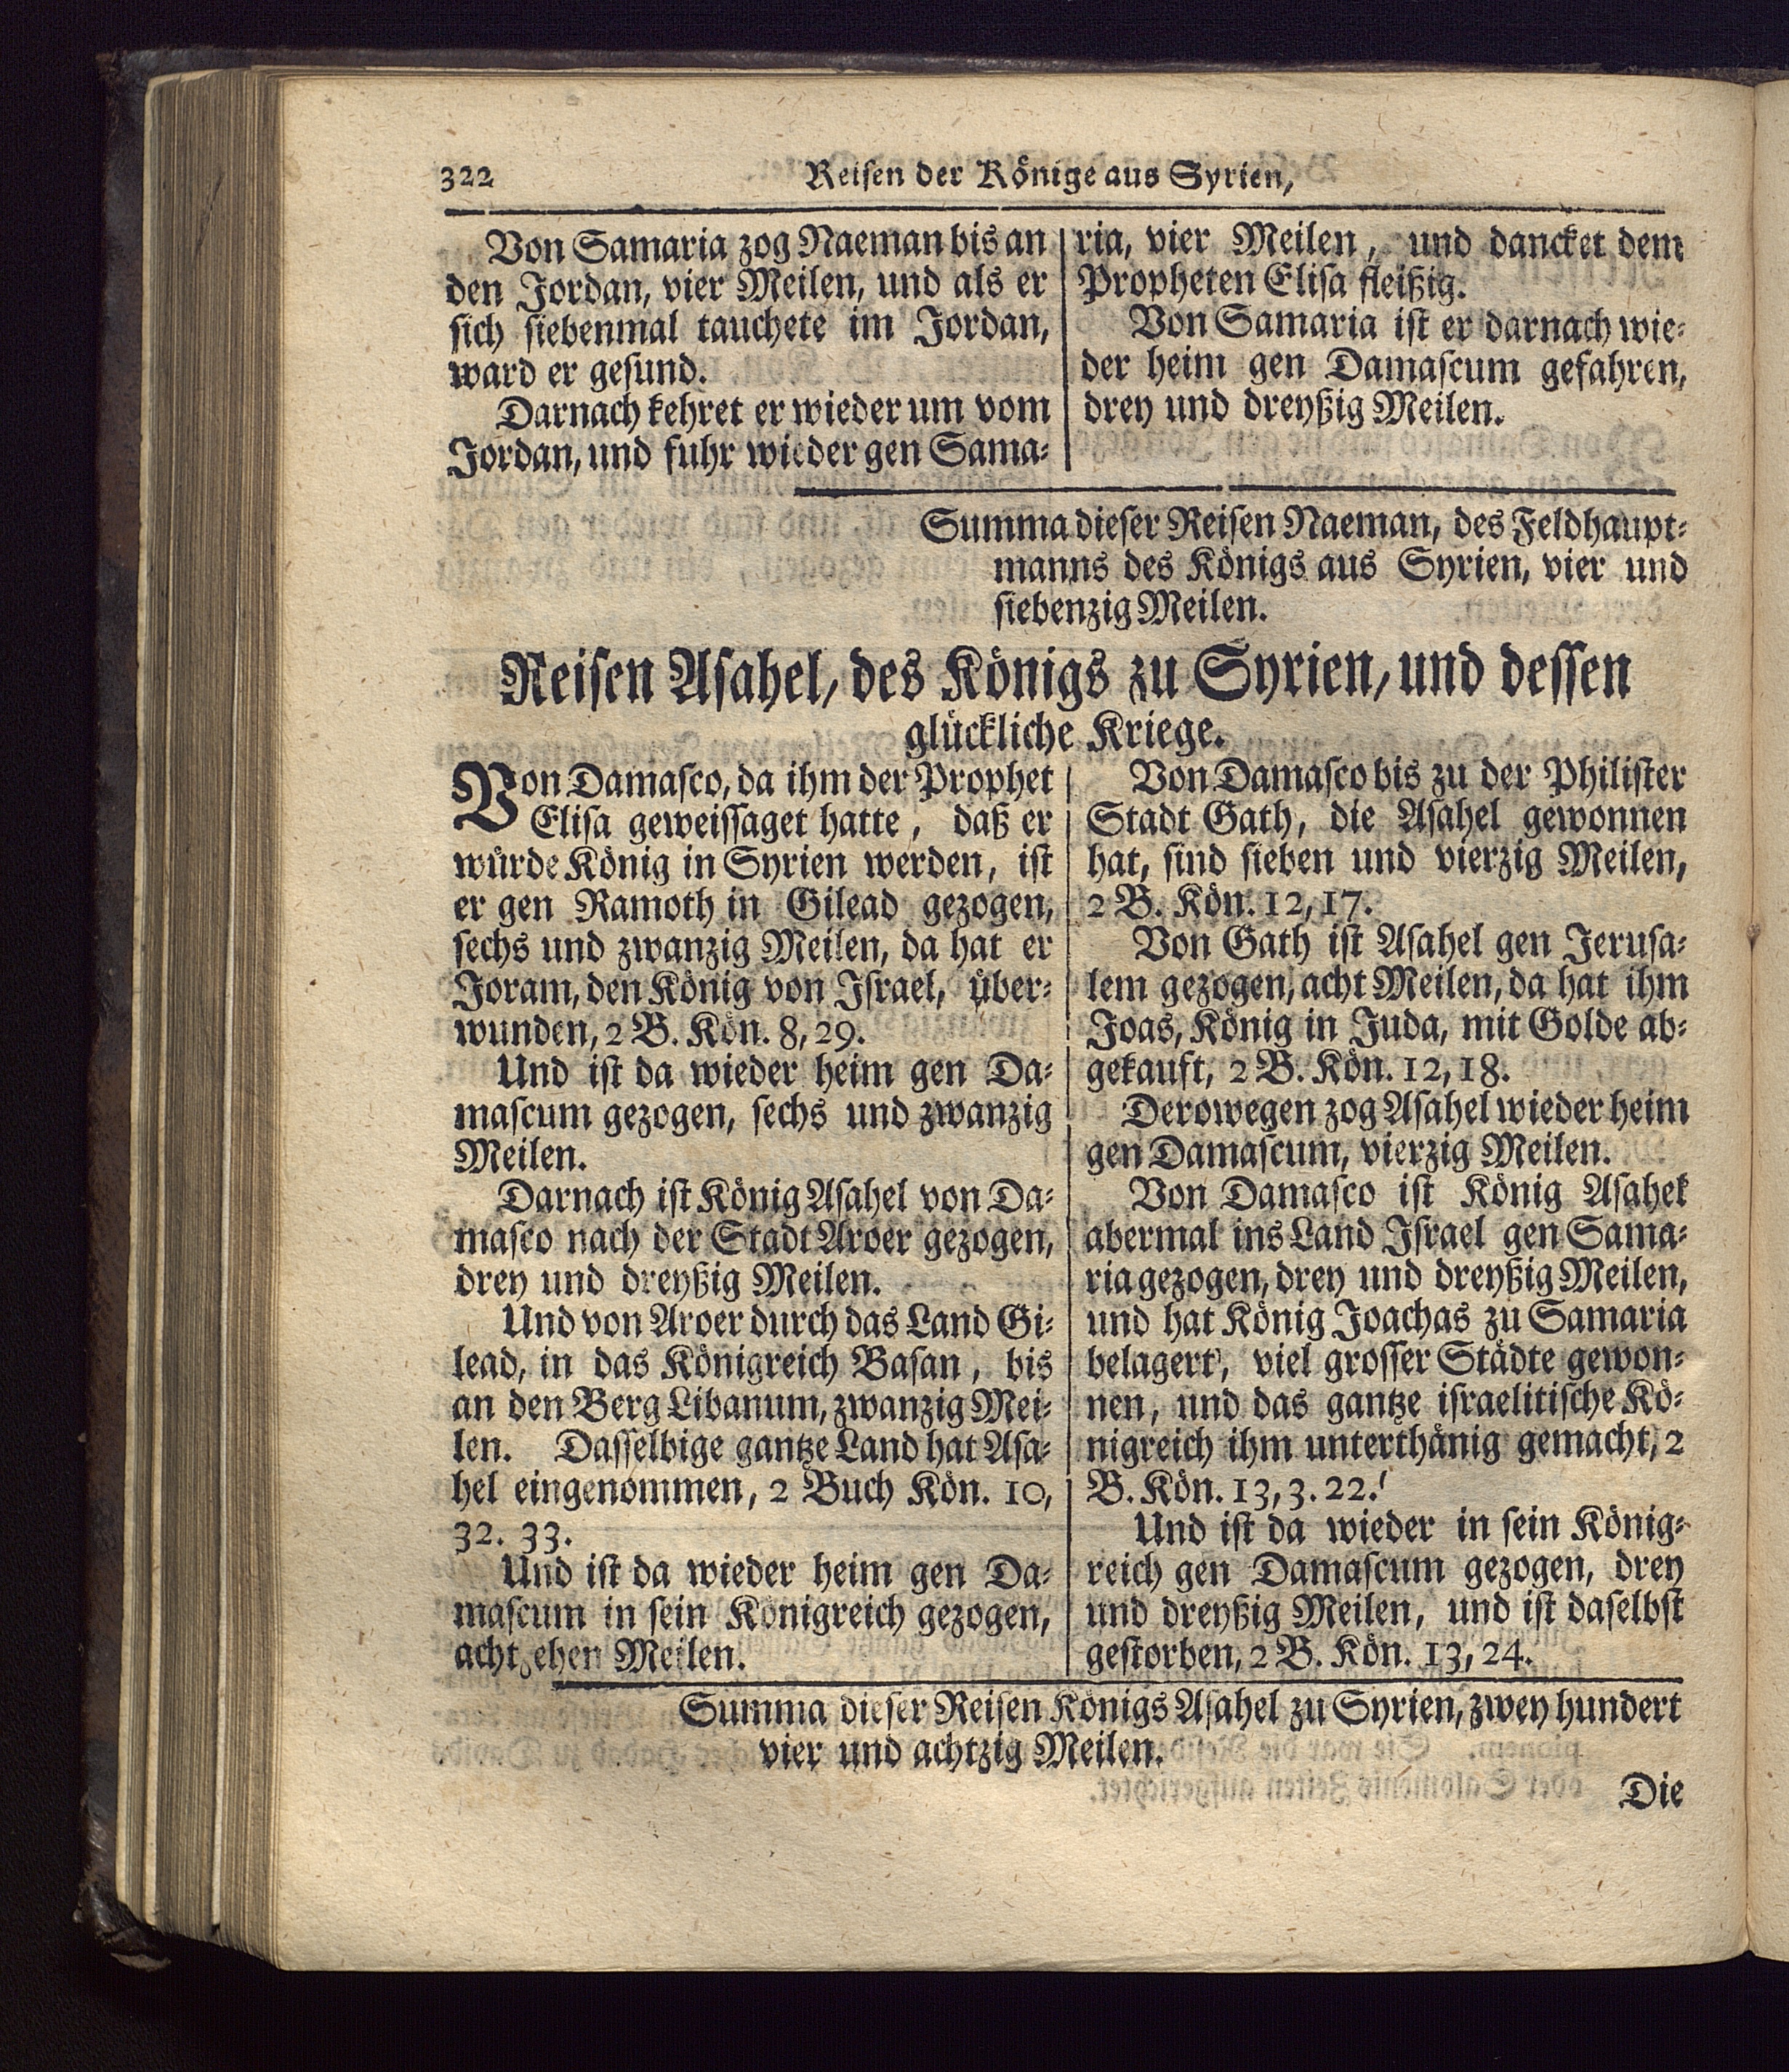 322 Reisen der Könige aus Syrien,
Von Samaria zog Naeman bis an
den Jordan, vier Meilen, und als er
sich siebenmal tauchete im Jordan,
ward er gesund.
Darnach kehret er wiederum vom
Jordan, und fuhr wieder gen Sama-
ria, vier Meilen, und dancket dem
Propheten Elisa fleißig.
Von Samaria ist er darnach wie-
der heim gen Damascum gefahren,
drey und dreyßig Meilen.
Summa dieser Reisen Naeman, des Feldhaupt-
manns des Königs aus Syrien, vier und
siebenzig Meilen.
Reisen Asahel, des Königs zu Syrien, und dessen
glückliche Kriege.
Von Damasco, da ihm der Prophet
Elisa geweissaget hatte, daß er
würde König in Syrien werden, ist
er gen Ramoth in Gilead gezogen,
sechs und zwanzig Meilen, da hat er
Joram, den König von Israel, über-
wunden, 2 B. Kön. 8, 29.
Und ist da wieder heim gen Da-
mascum gezogen, sechs und zwanzig
Meilen.
Darnach ist König Asahel von Da-
masco nach der Stadt Aroer gezogen,
drey und dreyßig Meilen.
Und von Aroer durch das Land Gi-
lead, in das Königreich Basan, bis
an den Berg Libanum, zwanzig Mei-
len. Dasselbige gantze Land hat Asa-
hel eingenommen, 2 Buch Kön. 10,
32. 33.
Und ist da wieder heim gen Da-
mascum in sein Königreich gezogen,
achtzehen Meilen.
Von Damasco bis zu der Philister
Stadt Gath, die Asahel gewonnen
hat, sind sieben und vierzig Meilen,
2 B. Kön. 12, 17.
Von Gath ist Asahel gen Jerusa-
lem gezogen, acht Meilen, da hat ihm
Joas, König in Juda, mit Golde ab-
gekauft, 2 B. Kön. 12, 18.
Derowegen zog Asahel wieder heim
gen Damascum, vierzig Meilen.
Von Damasco ist König Asahel
abermal ins Land Israel gen Sama-
ria gezogen, drey und dreyßig Meilen,
und hat König Joachas zu Samaria
belagert, viel grosser Städte gewon-
nen, und das gantze israelitische Kö-
nigreich ihm unterthänig gemacht, 2
B. Kön. 13, 3. 22.
Und ist da wieder in sein König-
reich gen Damascum gezogen, drey
und dreyßig Meilen, und ist daselbst
gestorben, 2 B. Kön. 13, 24.
Summa dieser Reisen Königs Asahel zu Syrien, zwey hundert
vier und achtzig Meilen.
Die